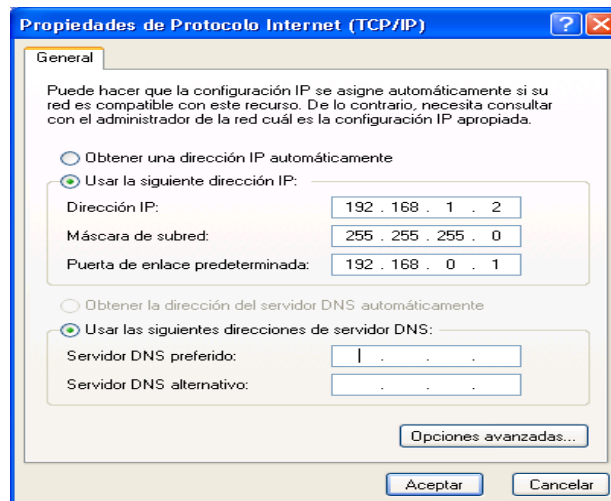 Propiedades de Protocolo Internet (TCP/IP)
General
Puede hacer que la configuración IP se asigne automáticamente si su
red es compatible con este recurso. De lo contrario, necesita consultar
con el administrador de la red cuál es la configuración IP apropiada.
Obtener una dirección IP automáticamente
Usar la siguiente dirección IP:
Dirección IP: 192 . 168 . 1 . 2
Máscara de subred: 255 . 255 . 255 . 0
Puerta de enlace predeterminada: 192 . 168 . 0 . 1
Obtener la dirección del servidor DNS automáticamente
Usar las siguientes direcciones de servidor DNS:
Servidor DNS preferido: . . .
Servidor DNS alternativo: . . .
Opciones avanzadas...
Aceptar Cancelar